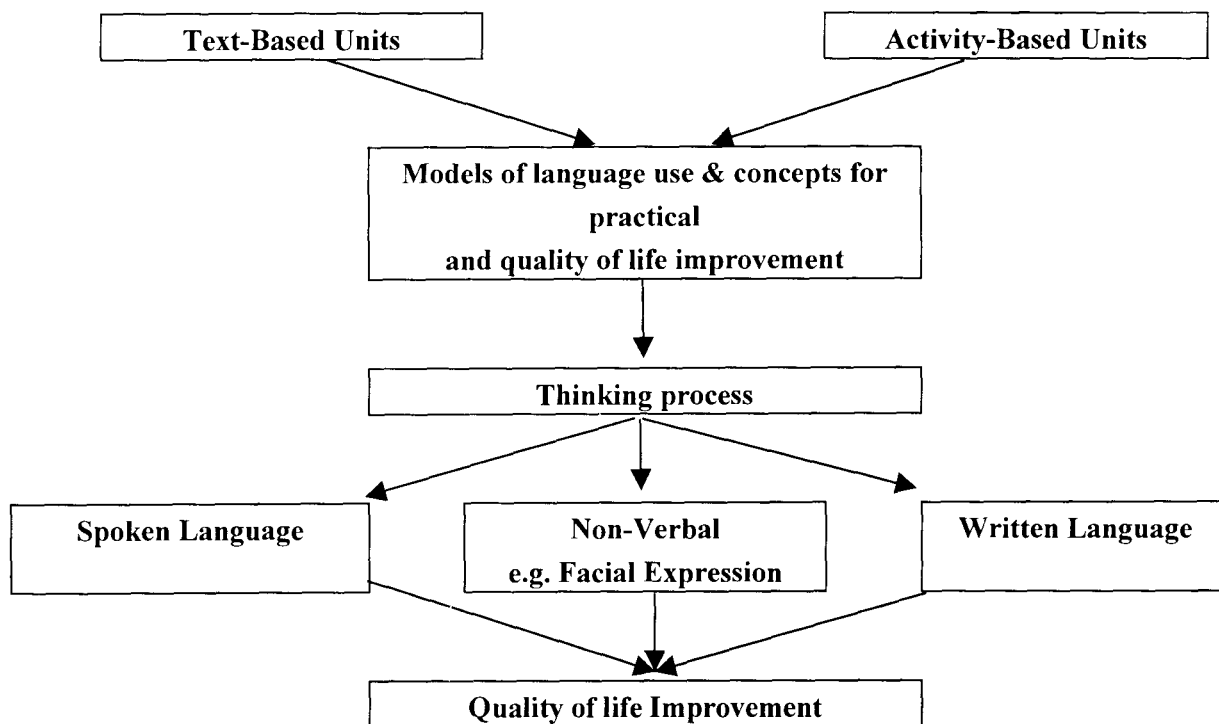 Text-Based Units
Activity-Based Units
Models of language use & concepts for
practical
and quality of life improvement
Thinking process
Spoken Language
Non-Verbal
e.g. Facial Expression
Written Language
Quality of life Improvement